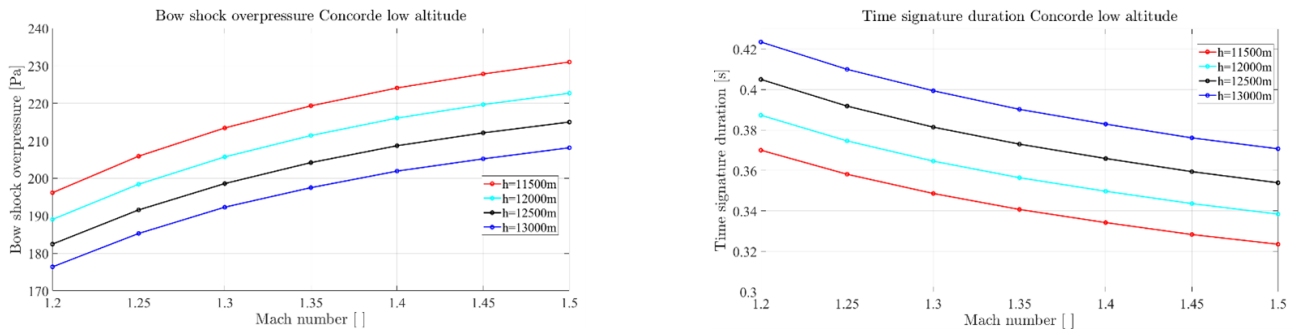 Bow shock overpressure Concorde low altitude
Bow shock overpressure [Pa]
240
230
220
210
200
190
180
170
h=11500m
h=12000m
h=12500m
h=13000m
1.2 1.25 1.3 1.35 1.4 1.45 1.5
Mach number [ ]
Time signature duration Concorde low altitude
Time signature duration [s]
0.42
0.4
0.38
0.36
0.34
0.32
0.3
h=11500m
h=12000m
h=12500m
h=13000m
1.2 1.25 1.3 1.35 1.4 1.45 1.5
Mach number [ ]